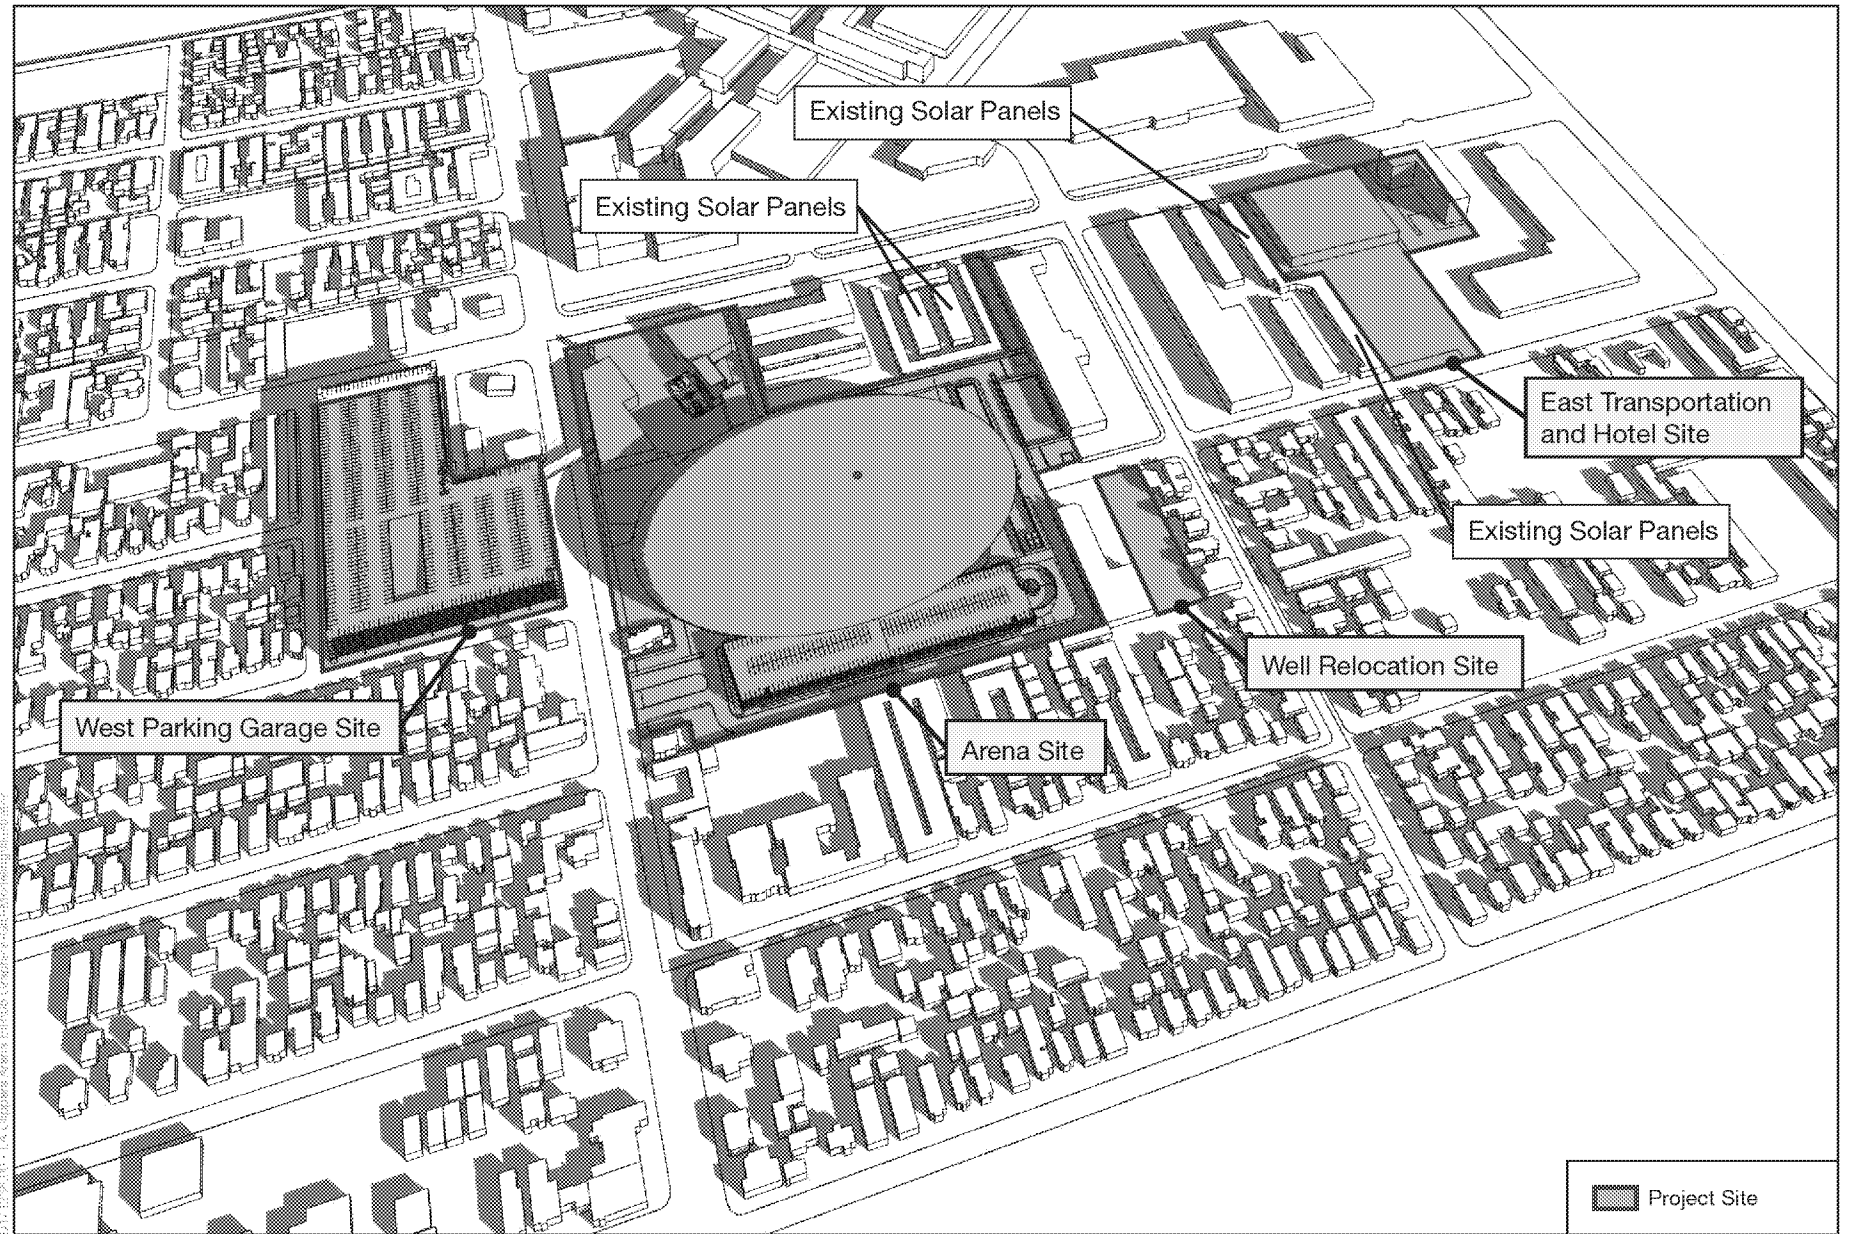 Existing Solar Panels
Existing Solar Panels
East Transportation
and Hotel Site
Existing Solar Panels
Well Relocation Site
West Parking Garage Site
Arena Site
Project Site